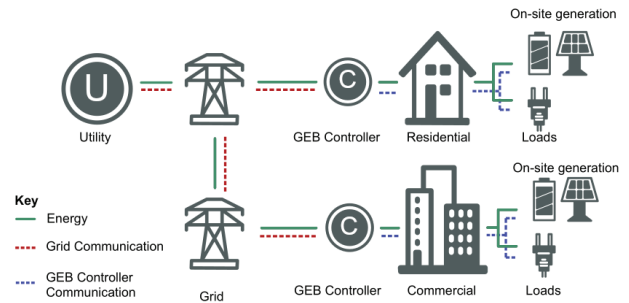 On-site generation
U
C
Utility
GEB Controller
Residential
Loads
On-site generation
Key
Energy
Grid Communication
GEB Controller
Communication
C
Grid
GEB Controller
Commercial
Loads